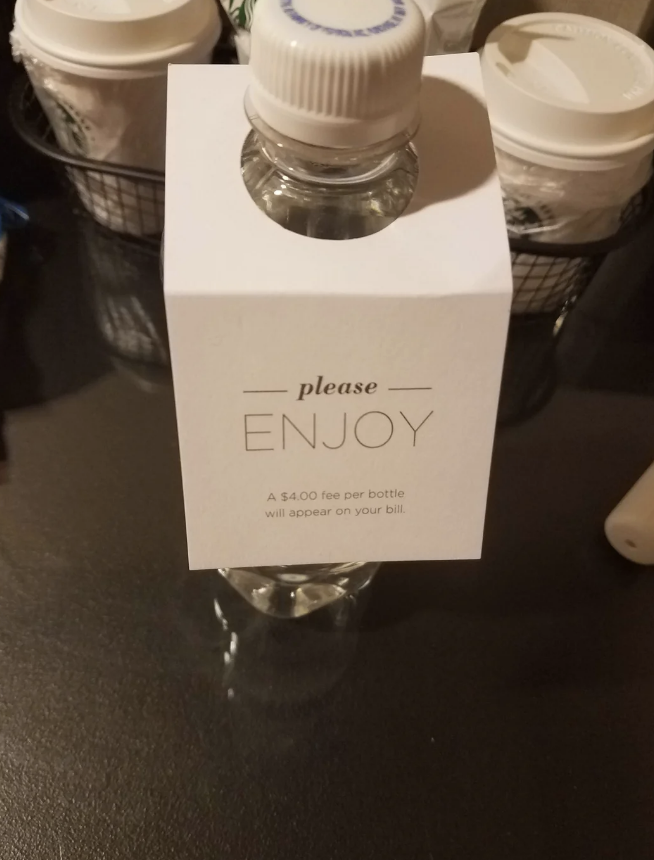 please
ENJOY
A $4.00 fee per bottle
will appear on your bill.